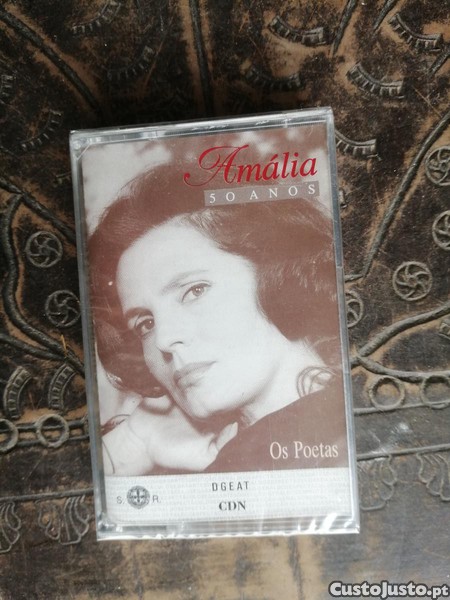 Amália
50 ANOS
Os Poetas
DGEAT
S. R.
CDN
CustoJusto.pt